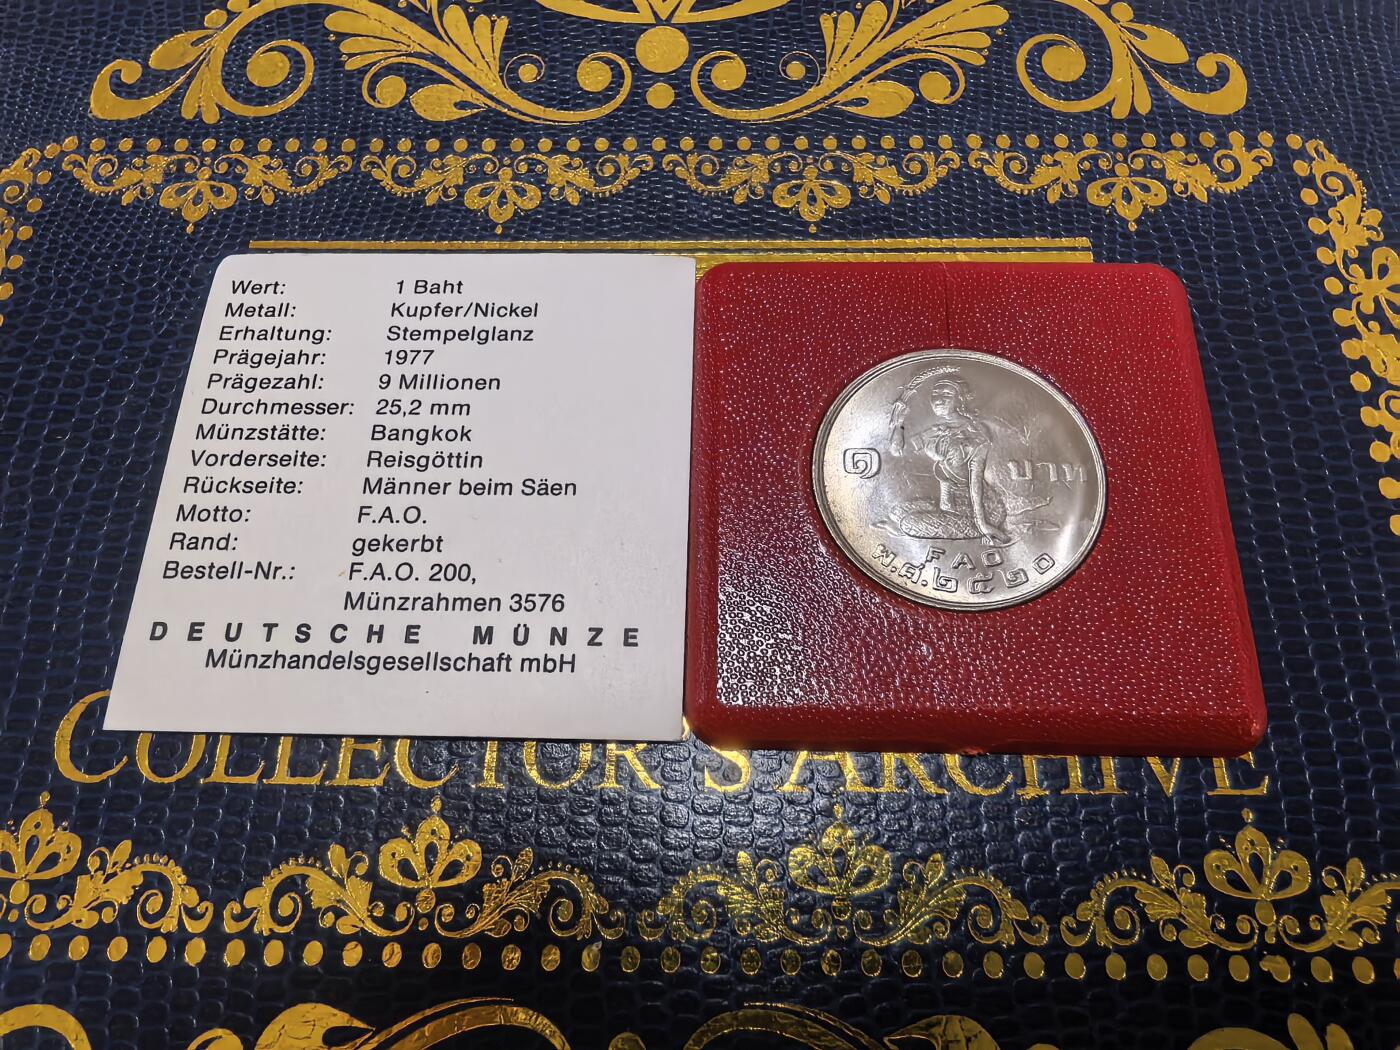 Wert: 1 Baht
Metall: Kupfer/Nickel
Erhaltung: Stempelglanz
Prägejahr: 1977
Prägezahl: 9 Millionen
Durchmesser: 25,2 mm
Münzstätte: Bangkok
Vorderseite: Reisgöttin
Rückseite: Männer beim Säen
Motto: F.A.O.
Rand: gekerbt
Bestell-Nr.: F.A.O. 200,
Münzrahmen 3576
DEUTSCHE MÜNZE
Münzhandelsgesellschaft mbH
๑ บาท
FAO
พ.ศ.๒๕๒๐
COLLECTOR'S ARCHIVE